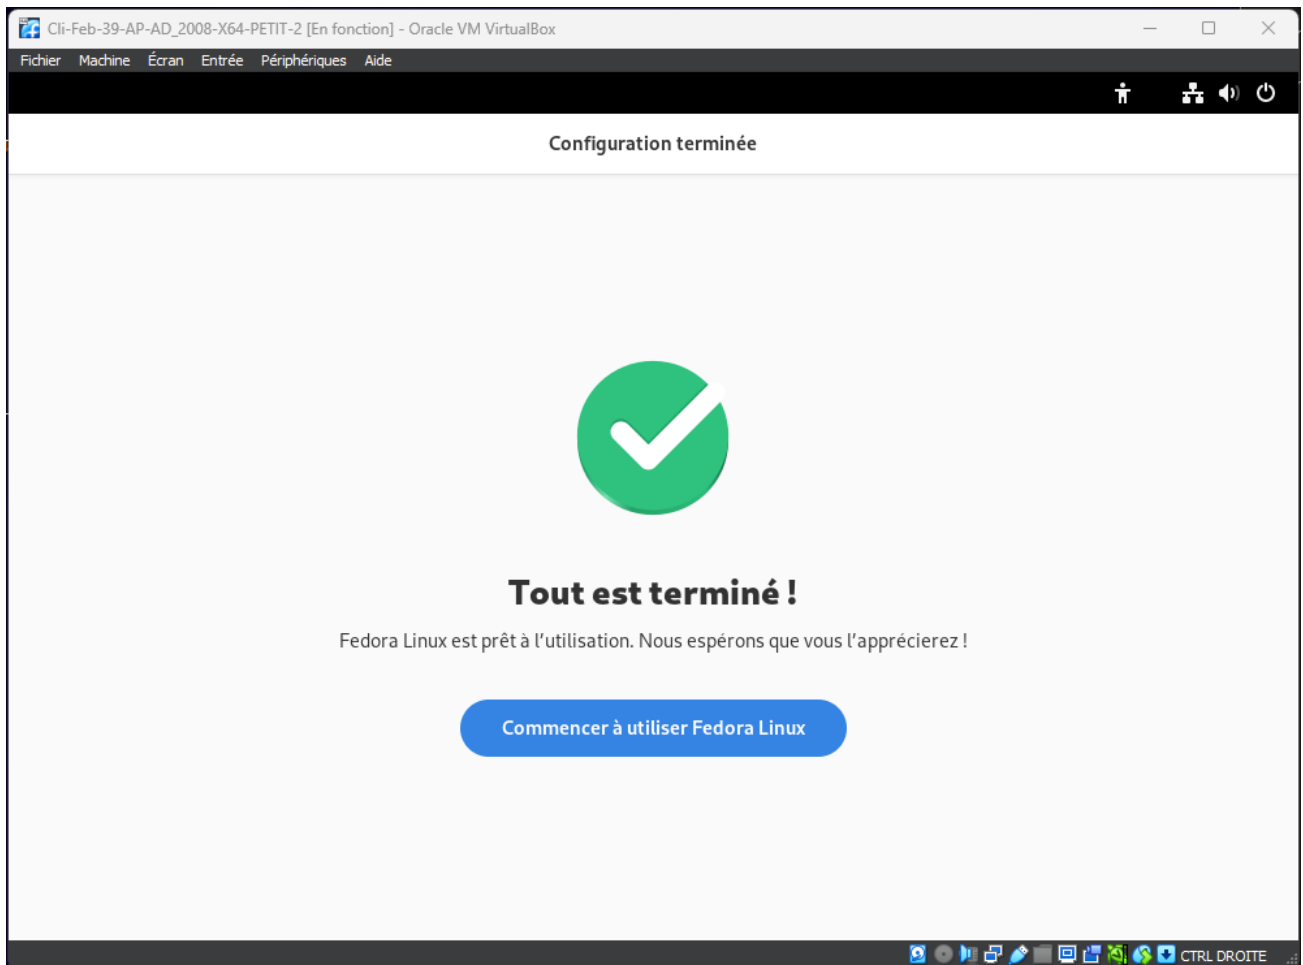 Cli-Feb-39-AP-AD_2008-X64-PETIT-2 [En fonction] - Oracle VM VirtualBox
Fichier Machine Écran Entrée Périphériques Aide
Configuration terminée
Tout est terminé !
Fedora Linux est prêt à l’utilisation. Nous espérons que vous l’apprécierez !
Commencer à utiliser Fedora Linux
CTRL DROITE